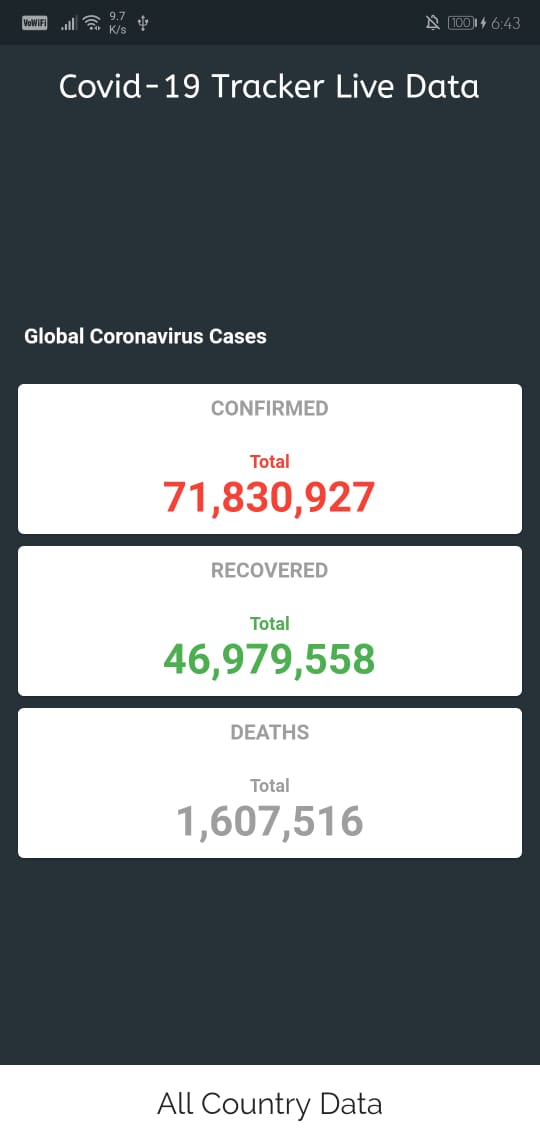 VoWiFi 9.7 K/s 100 6:43
Covid-19 Tracker Live Data
Global Coronavirus Cases
CONFIRMED
Total
71,830,927
RECOVERED
Total
46,979,558
DEATHS
Total
1,607,516
All Country Data